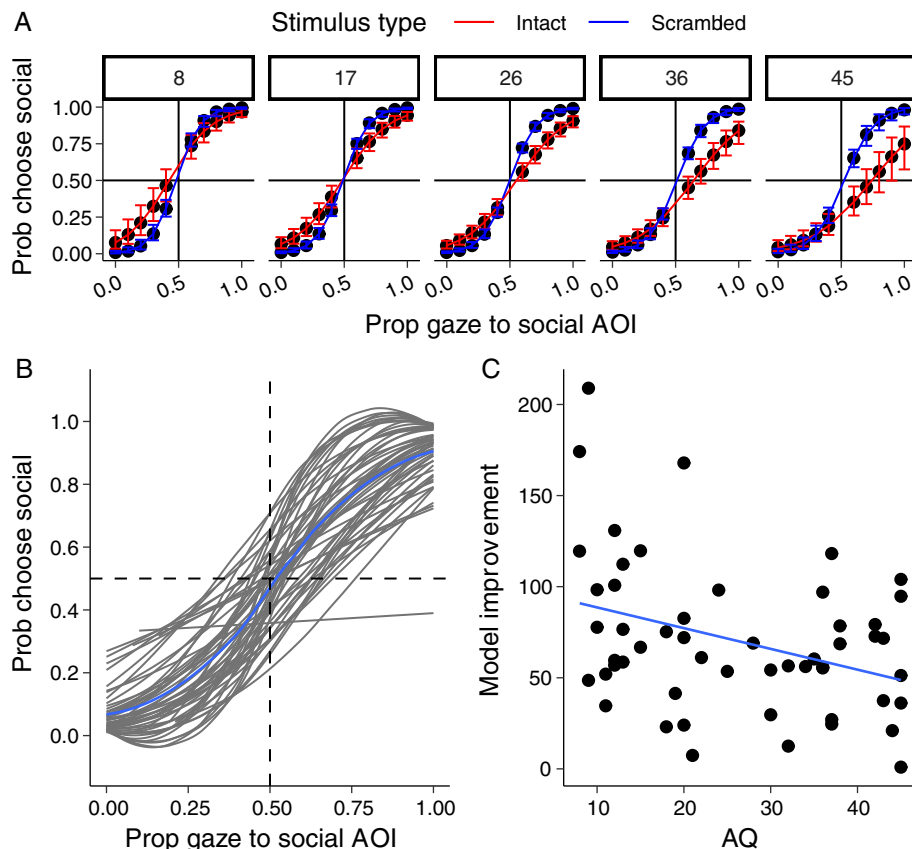 A
Stimulus type Intact Scrambed
8 17 26 36 45
Prob choose social
1.00
0.75
0.50
0.25
0.00
0.0 0.5 1.0 0.0 0.5 1.0 0.0 0.5 1.0 0.0 0.5 1.0 0.0 0.5 1.0
Prop gaze to social AOI
B
Prob choose social
1.0
0.8
0.6
0.4
0.2
0.0
0.00 0.25 0.50 0.75 1.00
Prop gaze to social AOI
C
Model improvement
200
150
100
50
0
10 20 30 40
AQ